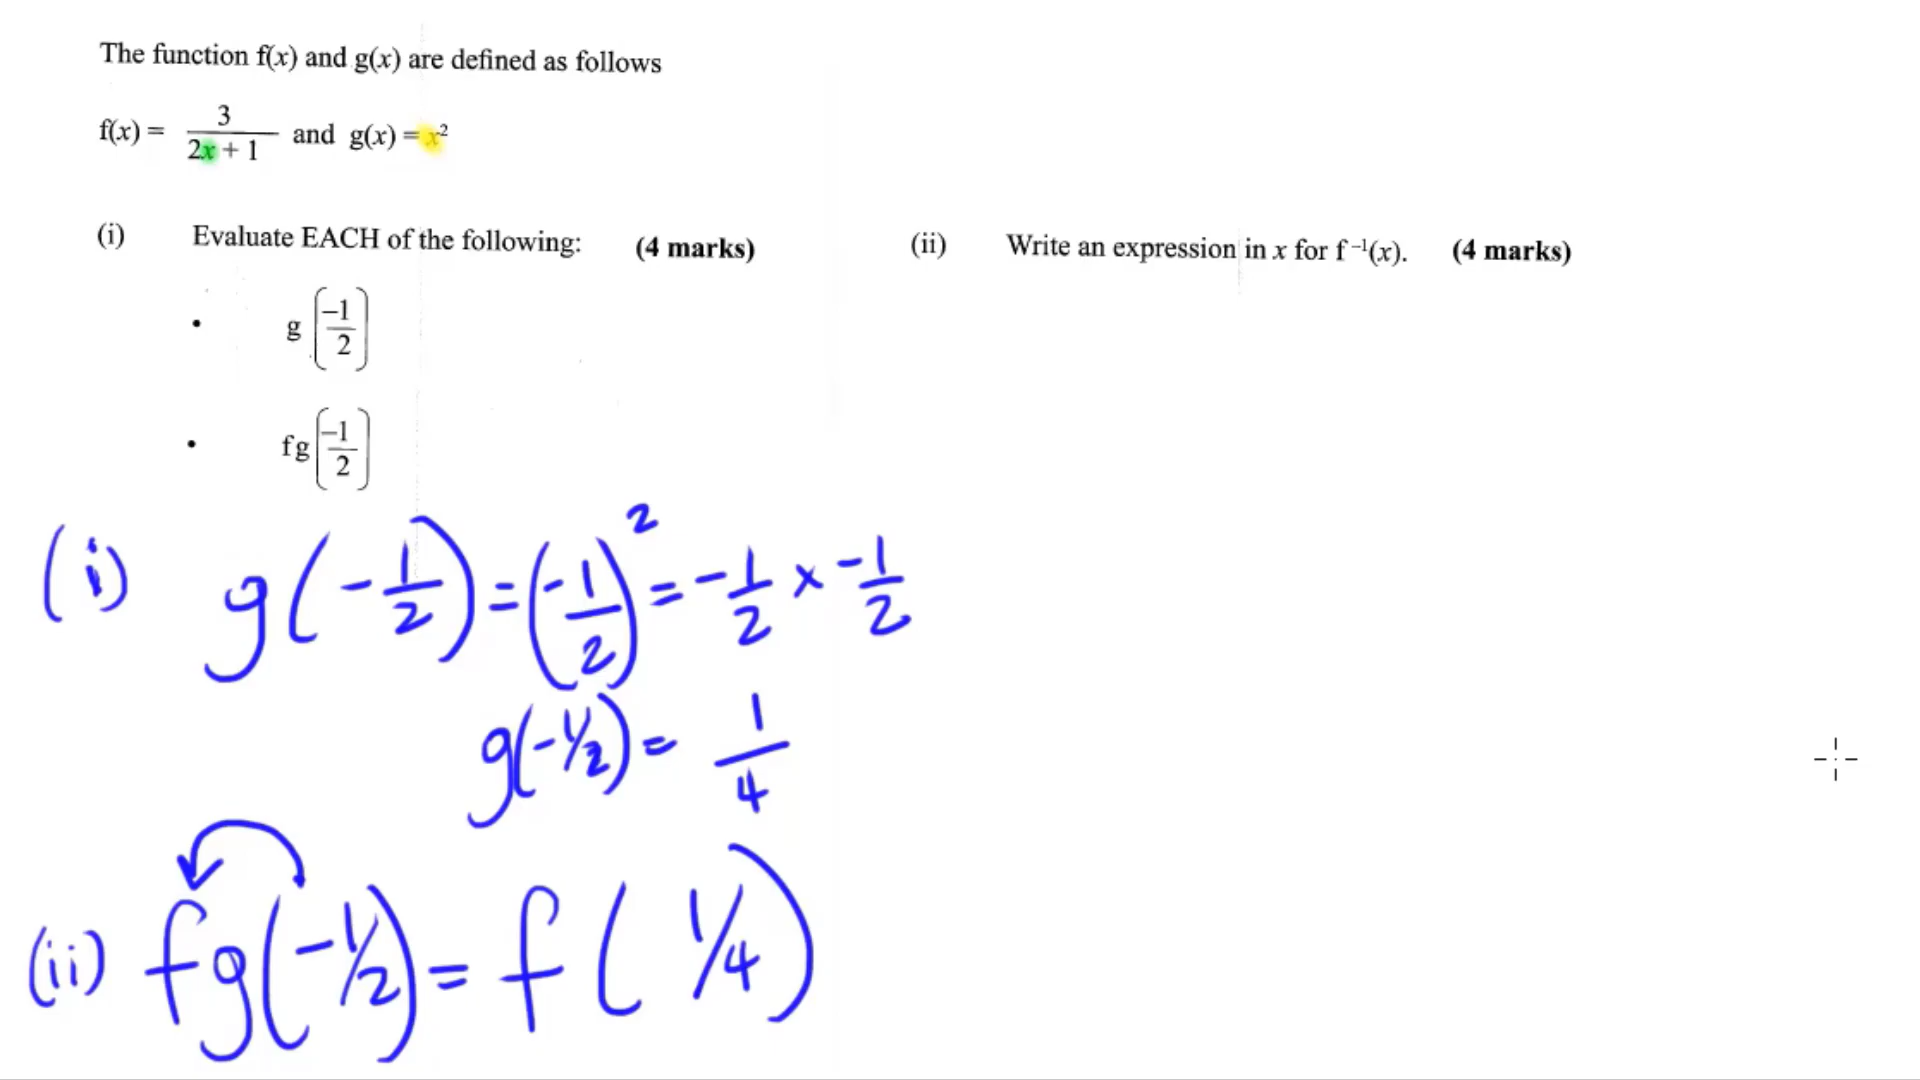 The function f(x) and g(x) are defined as follows
f(x) = 3 / (2x + 1) and g(x) = x²
(i) Evaluate EACH of the following: (4 marks)
• g(-1/2)
• fg(-1/2)
(ii) Write an expression in x for f⁻¹(x). (4 marks)
(i) g(-1/2) = (-1/2)² = -1/2 × -1/2
g(-1/2) = 1/4
(ii) fg(-1/2) = f(1/4)